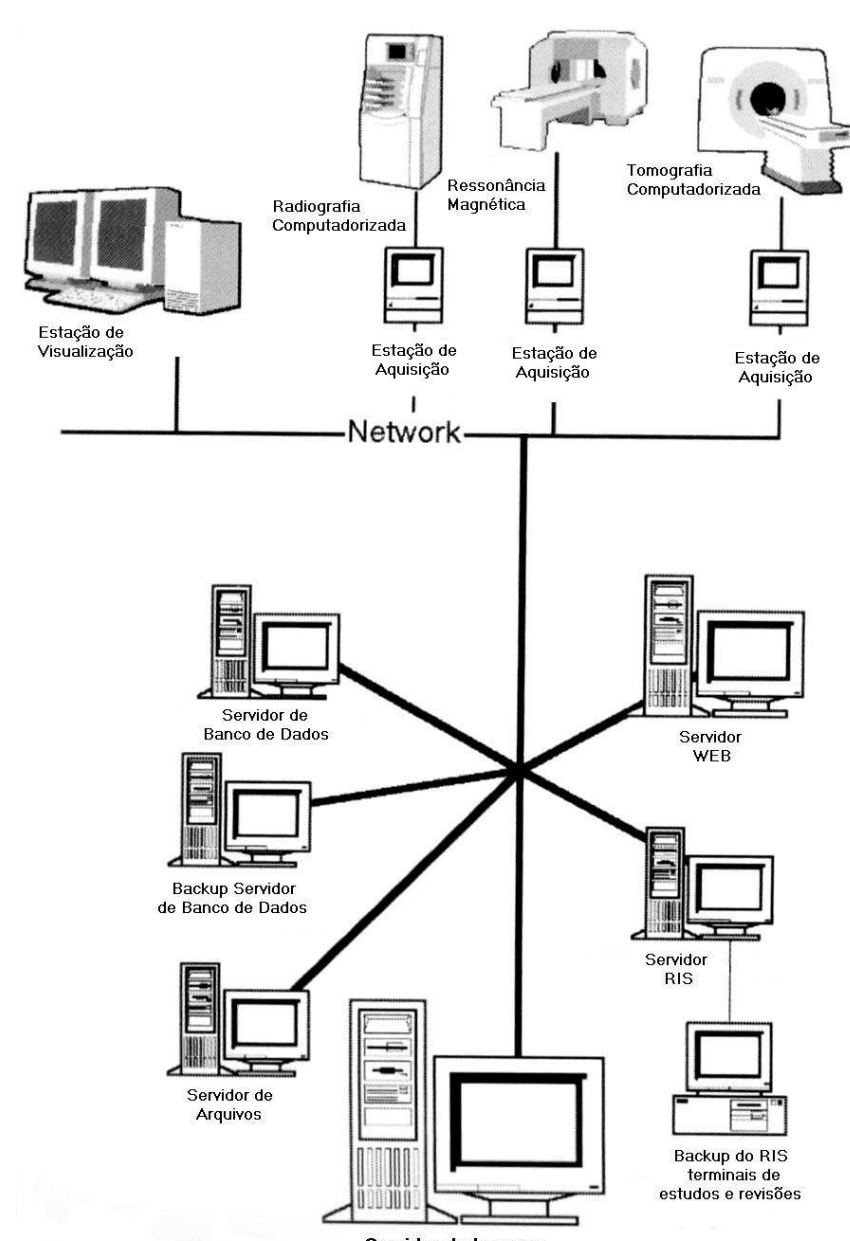 Radiografia
Computadorizada
Ressonância
Magnética
Tomografia
Computadorizada
Estação de
Visualização
Estação de
Aquisição
Estação de
Aquisição
Estação de
Aquisição
Network
Servidor de
Banco de Dados
Servidor
WEB
Backup Servidor
de Banco de Dados
Servidor
RIS
Servidor de
Arquivos
Backup do RIS
terminais de
estudos e revisões